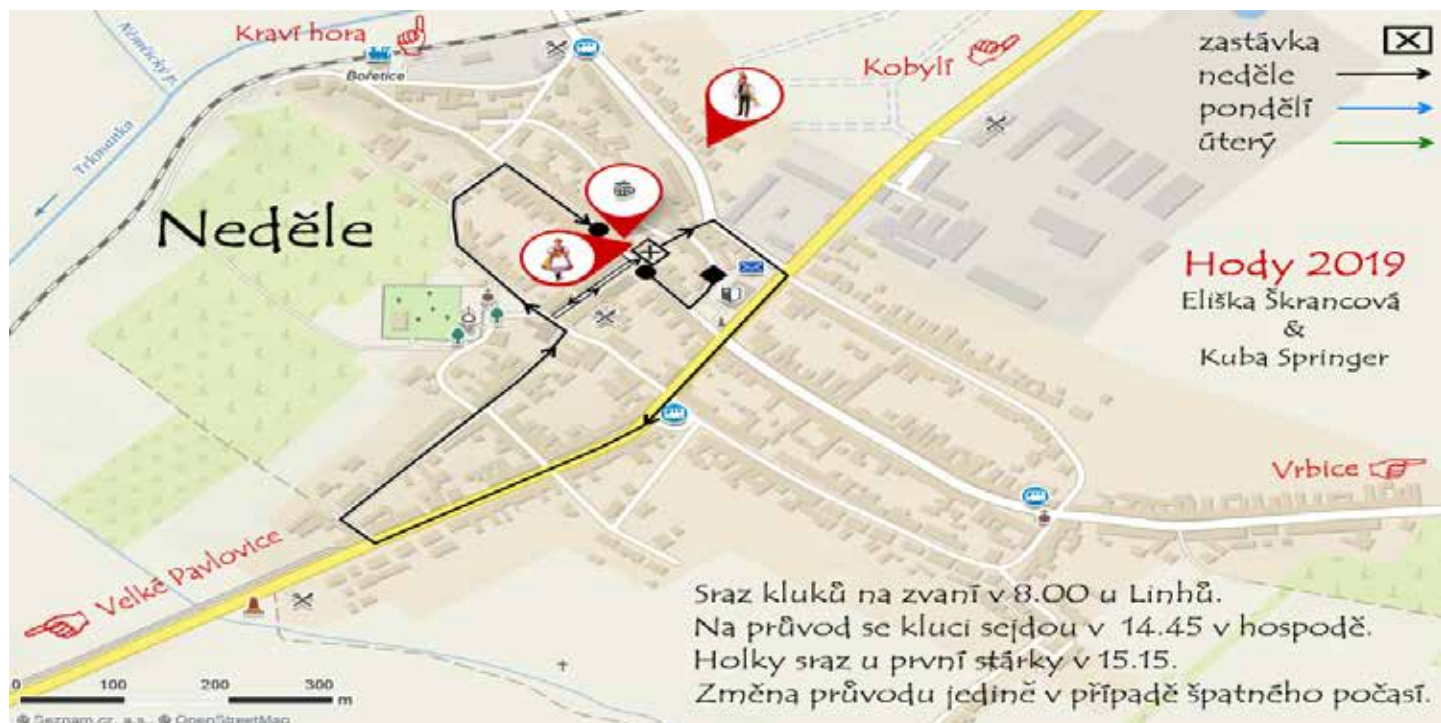 Kraví hora
Německý P.
Bořetice
Trkmanka
Kobylí
zastávka
neděle
pondělí
úterý
Neděle
Hody 2019
Eliška Škrancová
&
Kuba Springer
Vrbice
Velké Pavlovice
Sraz kluků na zvaní v 8.00 u Linhů.
Na průvod se kluci sejdou v 14.45 v hospodě.
Holky sraz u první stárky v 15.15.
Změna průvodu jedině v případě špatného počasí.
0 100 200 300
m
© Seznam.cz, a.s., © OpenStreetMap